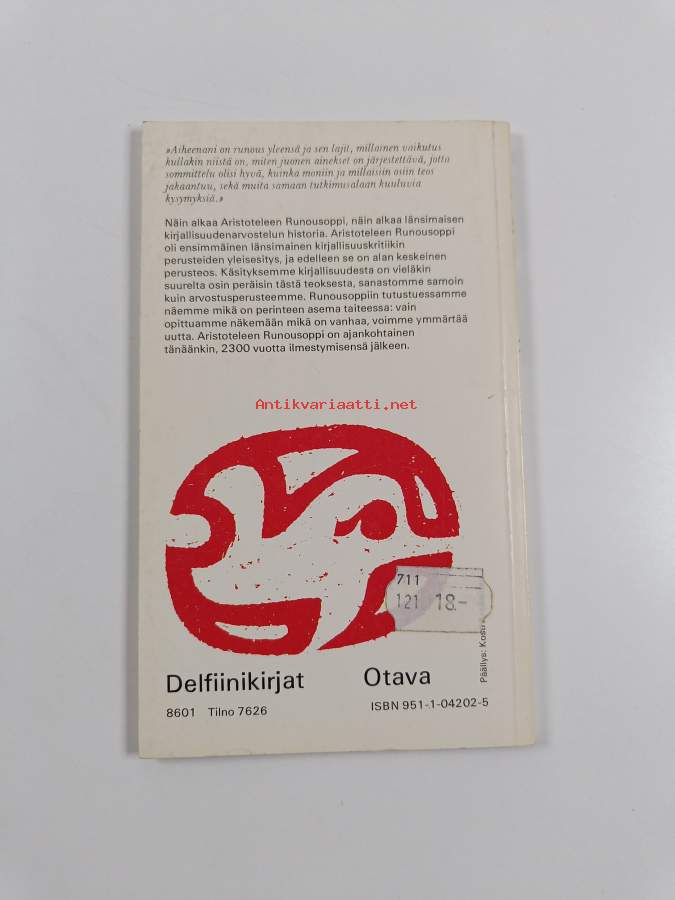 »Aiheenani on runous yleensä ja sen lajit, millainen vaikutus
kullakin niistä on, miten juonen ainekset on järjestettävä, jotta
sommittelu olisi hyvä, kuinka moniin ja millaisiin osiin teos
jakaantuu, sekä muita samaan tutkimusalaan kuuluvia
kysymyksiä.»
Näin alkaa Aristoteleen Runousoppi, näin alkaa länsimaisen
kirjallisuudenarvostelun historia. Aristoteleen Runousoppi
oli ensimmäinen länsimainen kirjallisuuskritiikin
perusteiden yleisesitys, ja edelleen se on alan keskeinen
perusteos. Käsityksemme kirjallisuudesta on vieläkin
suurelta osin peräisin tästä teoksesta, sanastomme samoin
kuin arvostusperusteemme. Runousoppiin tutustuessamme
näemme mikä on perinteen asema taiteessa: vain
opittuamme näkemään mikä on vanhaa, voimme ymmärtää
uutta. Aristoteleen Runousoppi on ajankohtainen
tänäänkin, 2300 vuotta ilmestymisensä jälkeen.
Antikvariaatti.net
711
121 18.-
Päällys:
Delfiinikirjat Otava
8601 Tilno 7626 ISBN 951-1-04202-5